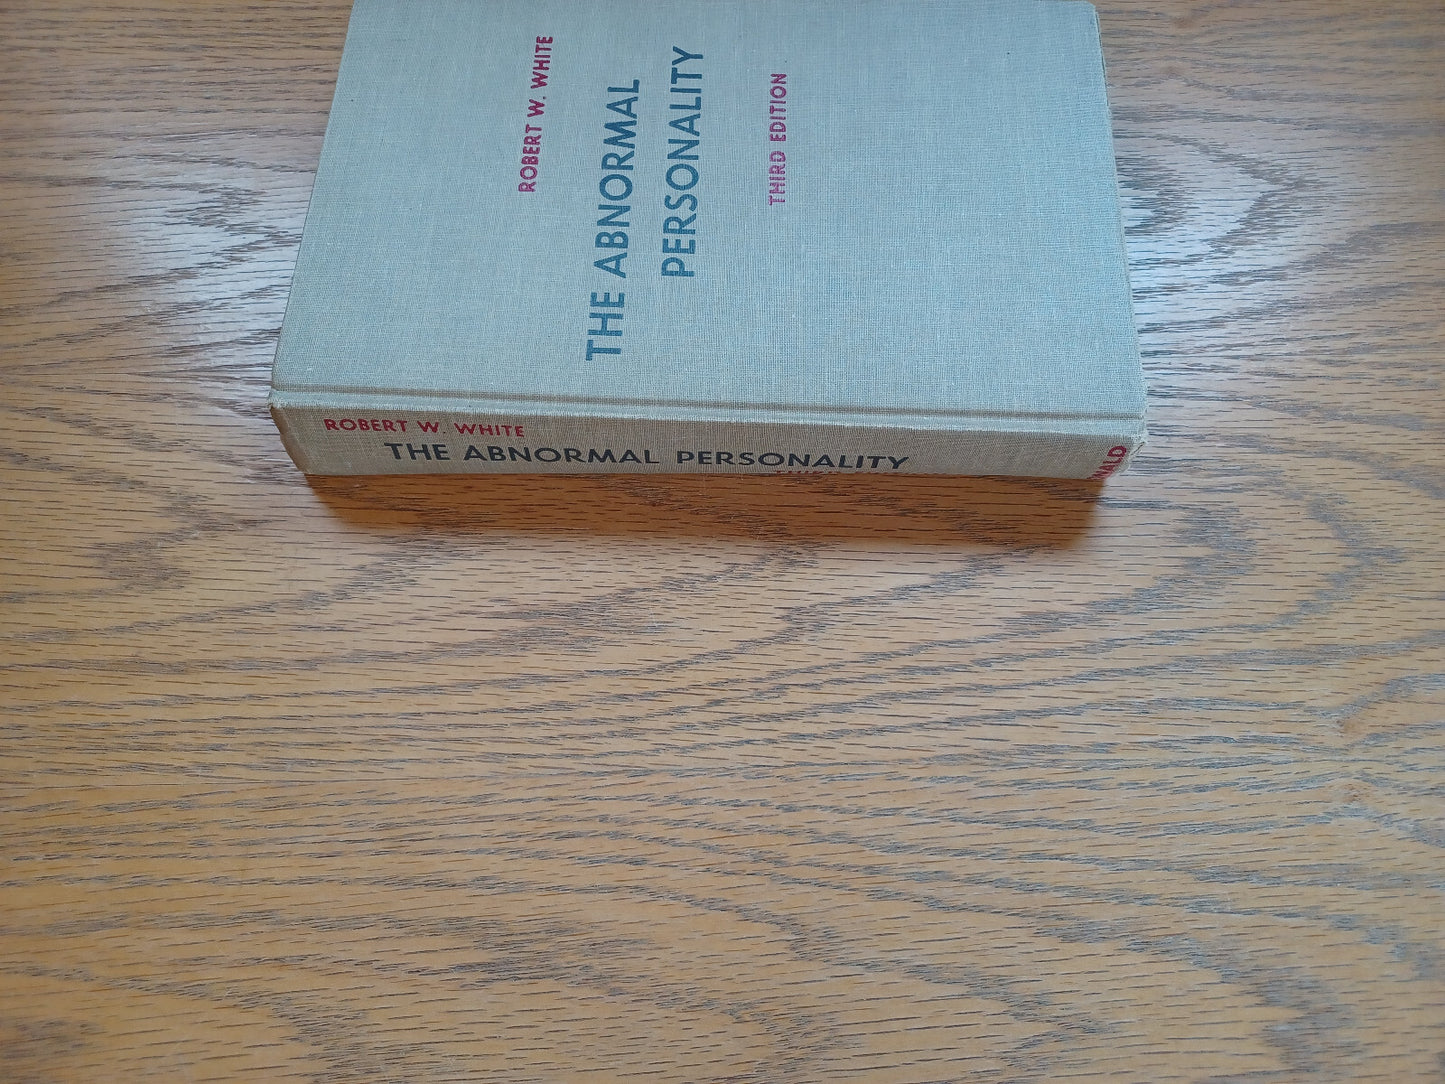 ROBERT W. WHITE
THE ABNORMAL
PERSONALITY
THIRD EDITION
ROBERT W. WHITE
THE ABNORMAL PERSONALITY